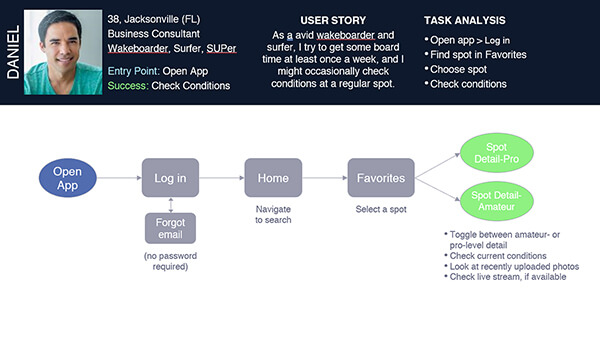 DANIEL
38, Jacksonville (FL)
Business Consultant
Wakeboarder, Surfer, SUPer
Entry Point: Open App
Success: Check Conditions
USER STORY
As a avid wakeboarder and
surfer, I try to get some board
time at least once a week, and I
might occasionally check
conditions at a regular spot.
TASK ANALYSIS
• Open app > Log in
• Find spot in Favorites
• Choose spot
• Check conditions
Open
App
Log in
Home
Favorites
Spot
Detail-Pro
Spot Detail-
Amateur
Forgot
email
(no password
required)
Navigate
to search
Select a spot
• Toggle between amateur- or
pro-level detail
• Check current conditions
• Look at recently uploaded photos
• Check live stream, if available